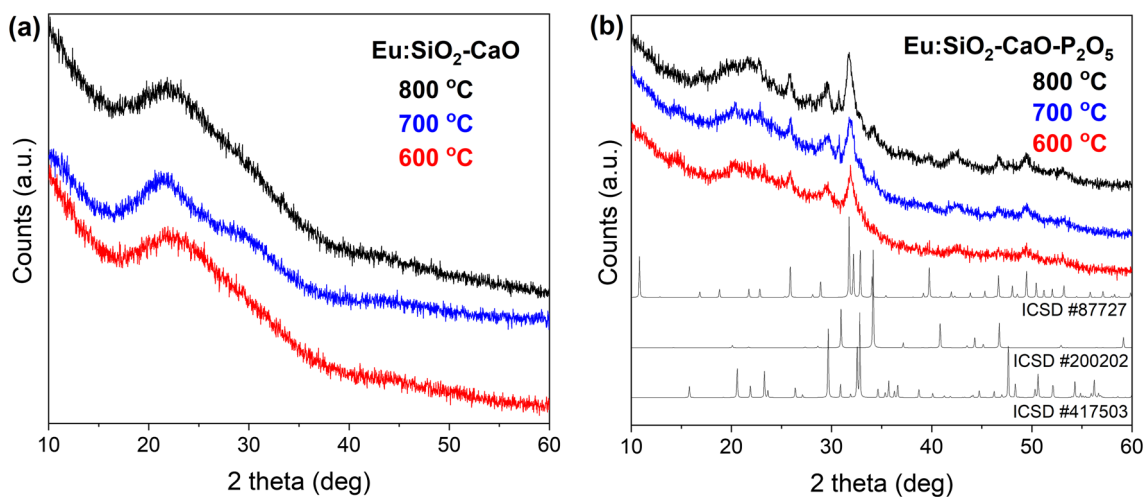 (a)
Eu:SiO₂-CaO
800 °C
700 °C
600 °C
Counts (a.u.)
10 20 30 40 50 60
2 theta (deg)
(b)
Eu:SiO₂-CaO-P₂O₅
800 °C
700 °C
600 °C
Counts (a.u.)
ICSD #87727
ICSD #200202
ICSD #417503
10 20 30 40 50 60
2 theta (deg)